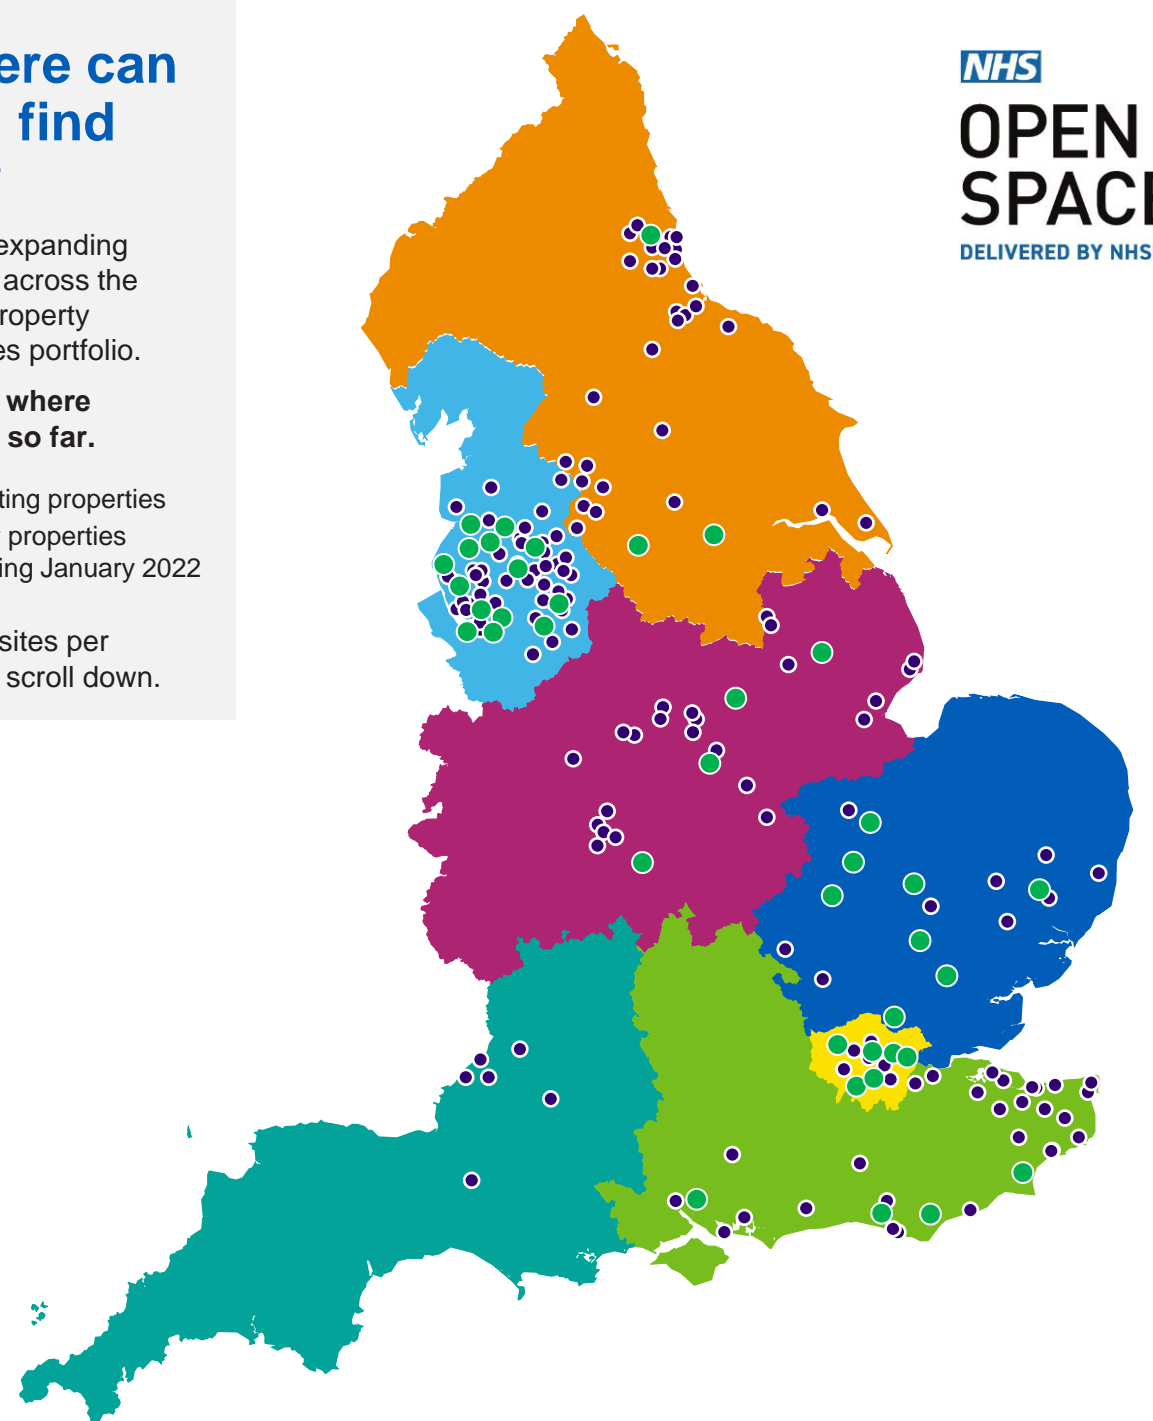 ere can
find
expanding
across the
roperty
es portfolio.
where
so far.
ting properties
properties
ing January 2022
sites per
scroll down.
NHS
OPEN
SPACE
DELIVERED BY NHS